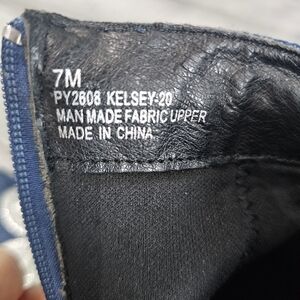 7M
PY2608 KELSEY-20
MAN MADE FABRIC UPPER
MADE IN CHINA